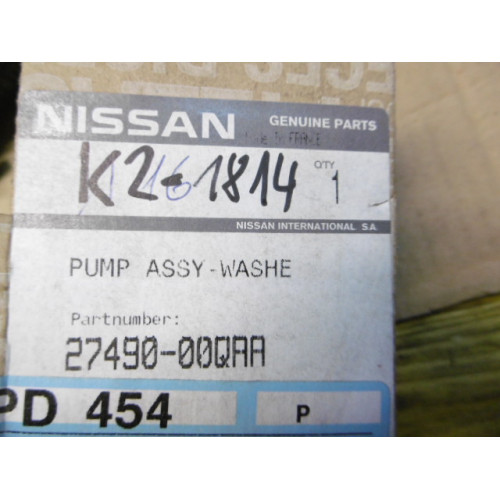 NISSAN
GENUINE PARTS
QTY
K2-1814
1
NISSAN INTERNATIONAL S.A.
PUMP ASSY-WASHE
Partnumber:
27490-00QAA
PD 454
P